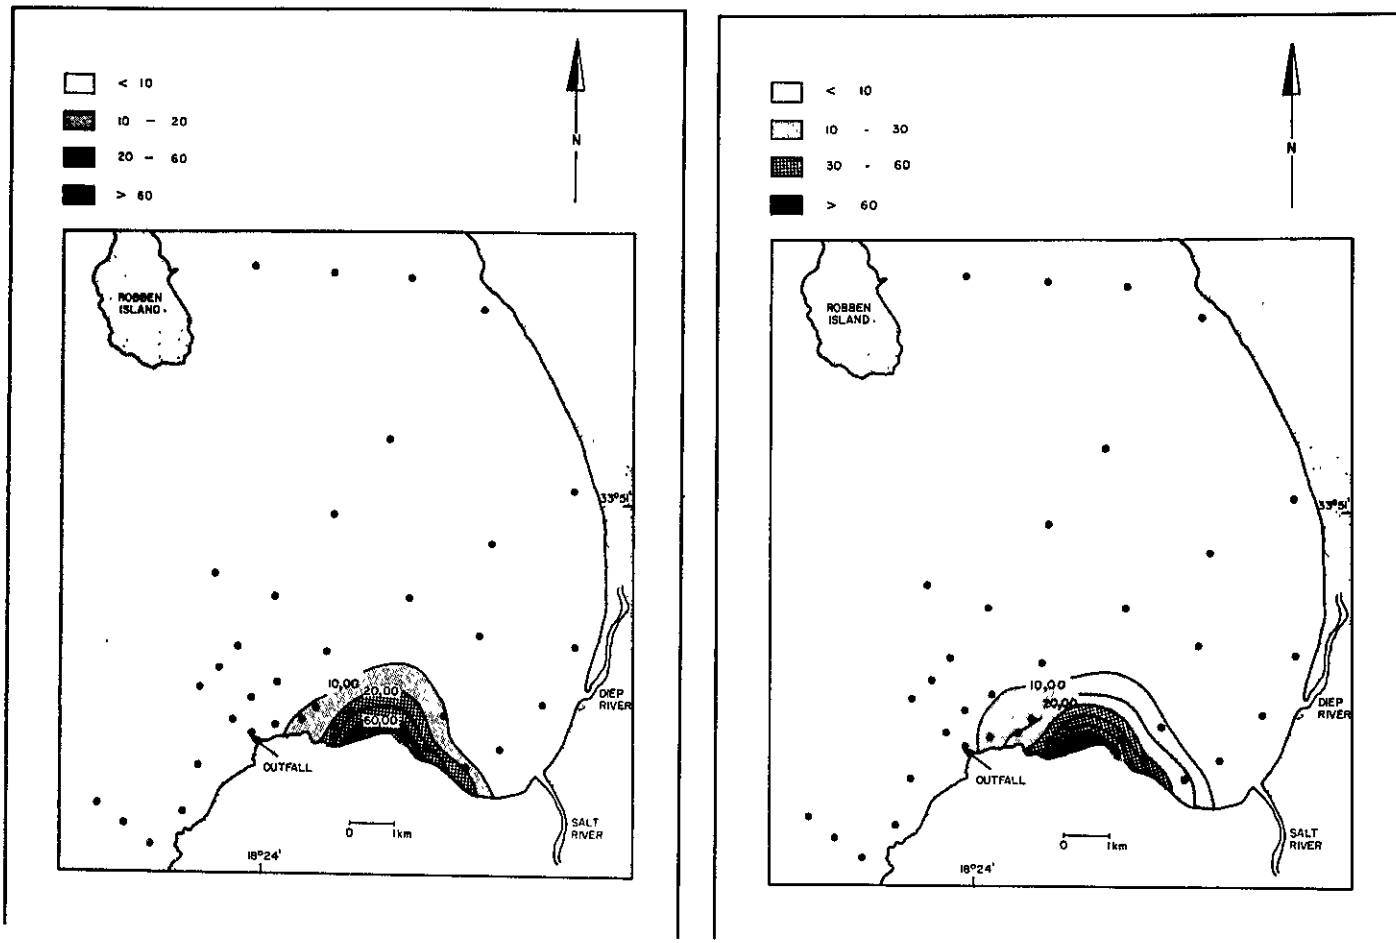 < 10
10 - 20
20 - 60
> 60
N
ROBBEN
ISLAND
33°51'
10,00
20,00
60,00
DIEP
RIVER
OUTFALL
SALT
RIVER
0 1km
18°24'
< 10
10 - 30
30 - 60
> 60
N
ROBBEN
ISLAND
33°51'
10,00
20,00
DIEP
RIVER
OUTFALL
SALT
RIVER
0 1km
18°24'